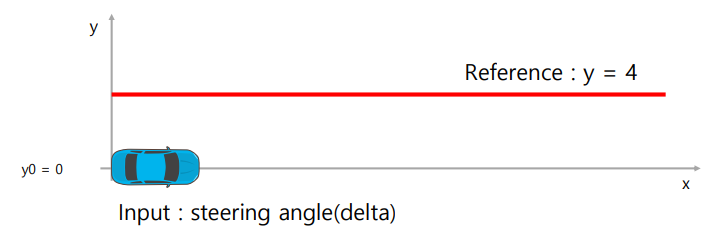 y
Reference : y = 4
y0 = 0
x
Input : steering angle(delta)